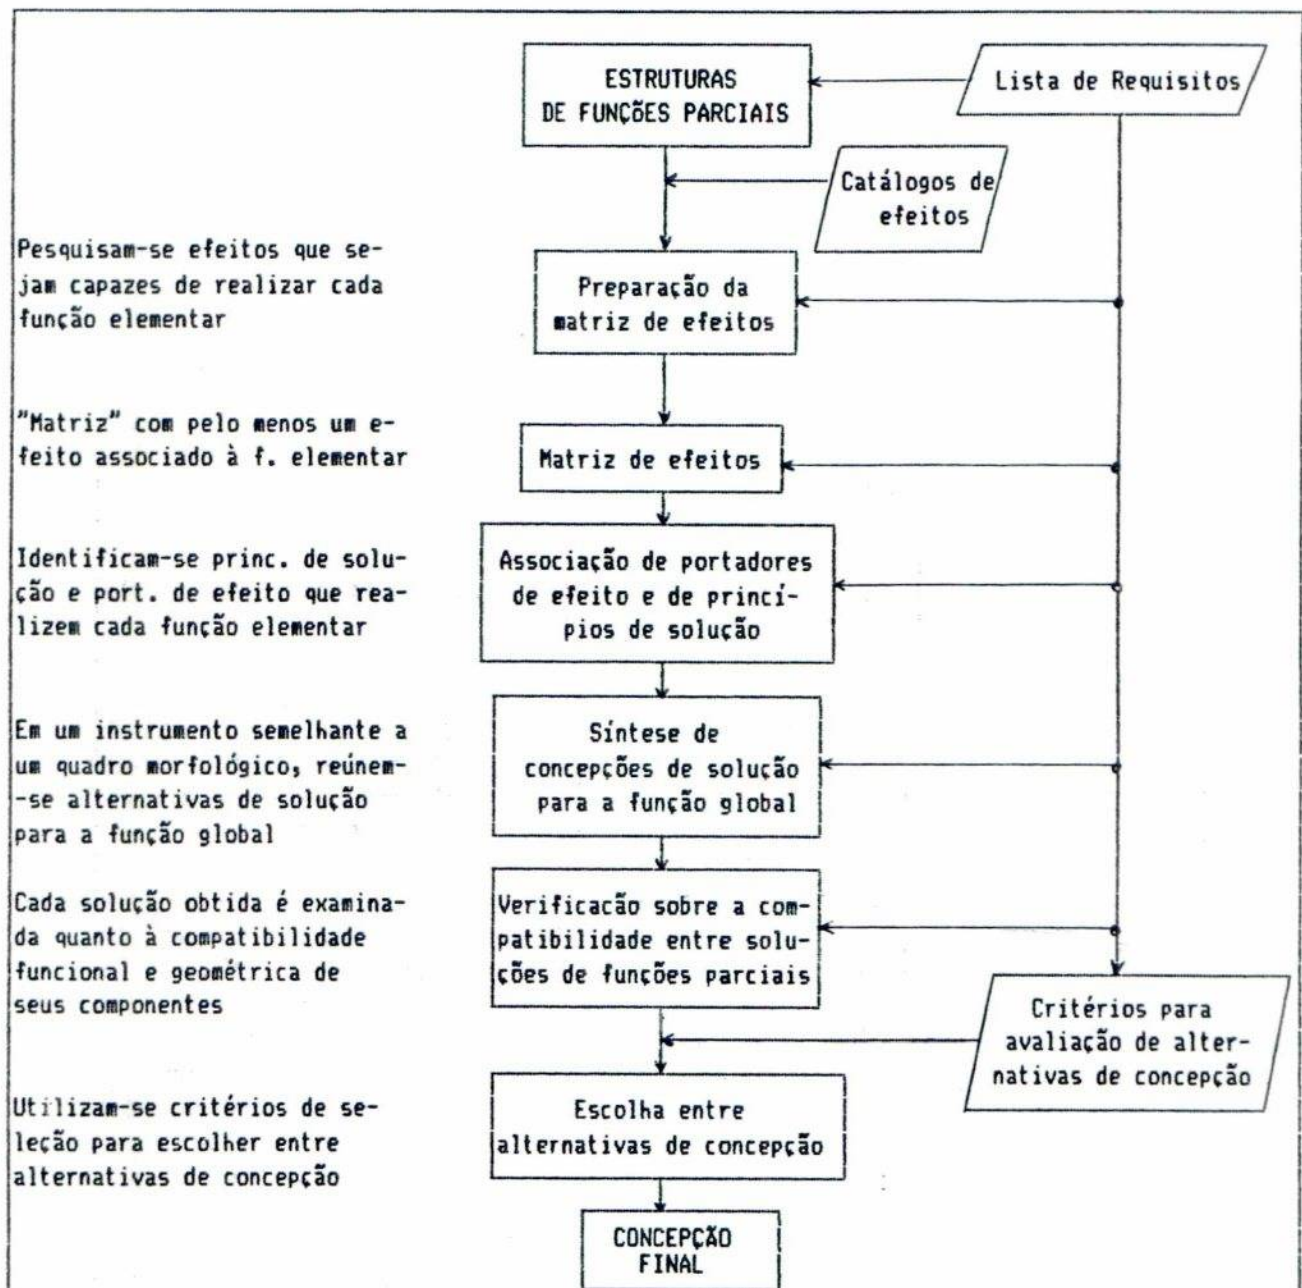 ESTRUTURAS
DE FUNÇÕES PARCIAIS
Lista de Requisitos
Catálogos de
efeitos
Pesquisam-se efeitos que se-
jam capazes de realizar cada
função elementar
Preparação da
matriz de efeitos
"Matriz" com pelo menos um e-
feito associado à f. elementar
Matriz de efeitos
Identificam-se princ. de solu-
ção e port. de efeito que rea-
lizem cada função elementar
Associação de portadores
de efeito e de princí-
pios de solução
Em um instrumento semelhante a
um quadro morfológico, reúnem-
-se alternativas de solução
para a função global
Síntese de
concepções de solução
para a função global
Cada solução obtida é examina-
da quanto à compatibilidade
funcional e geométrica de
seus componentes
Verificacão sobre a com-
patibilidade entre solu-
ções de funções parciais
Critérios para
avaliação de alter-
nativas de concepção
Utilizam-se critérios de se-
leção para escolher entre
alternativas de concepção
Escolha entre
alternativas de concepção
CONCEPÇÃO
FINAL